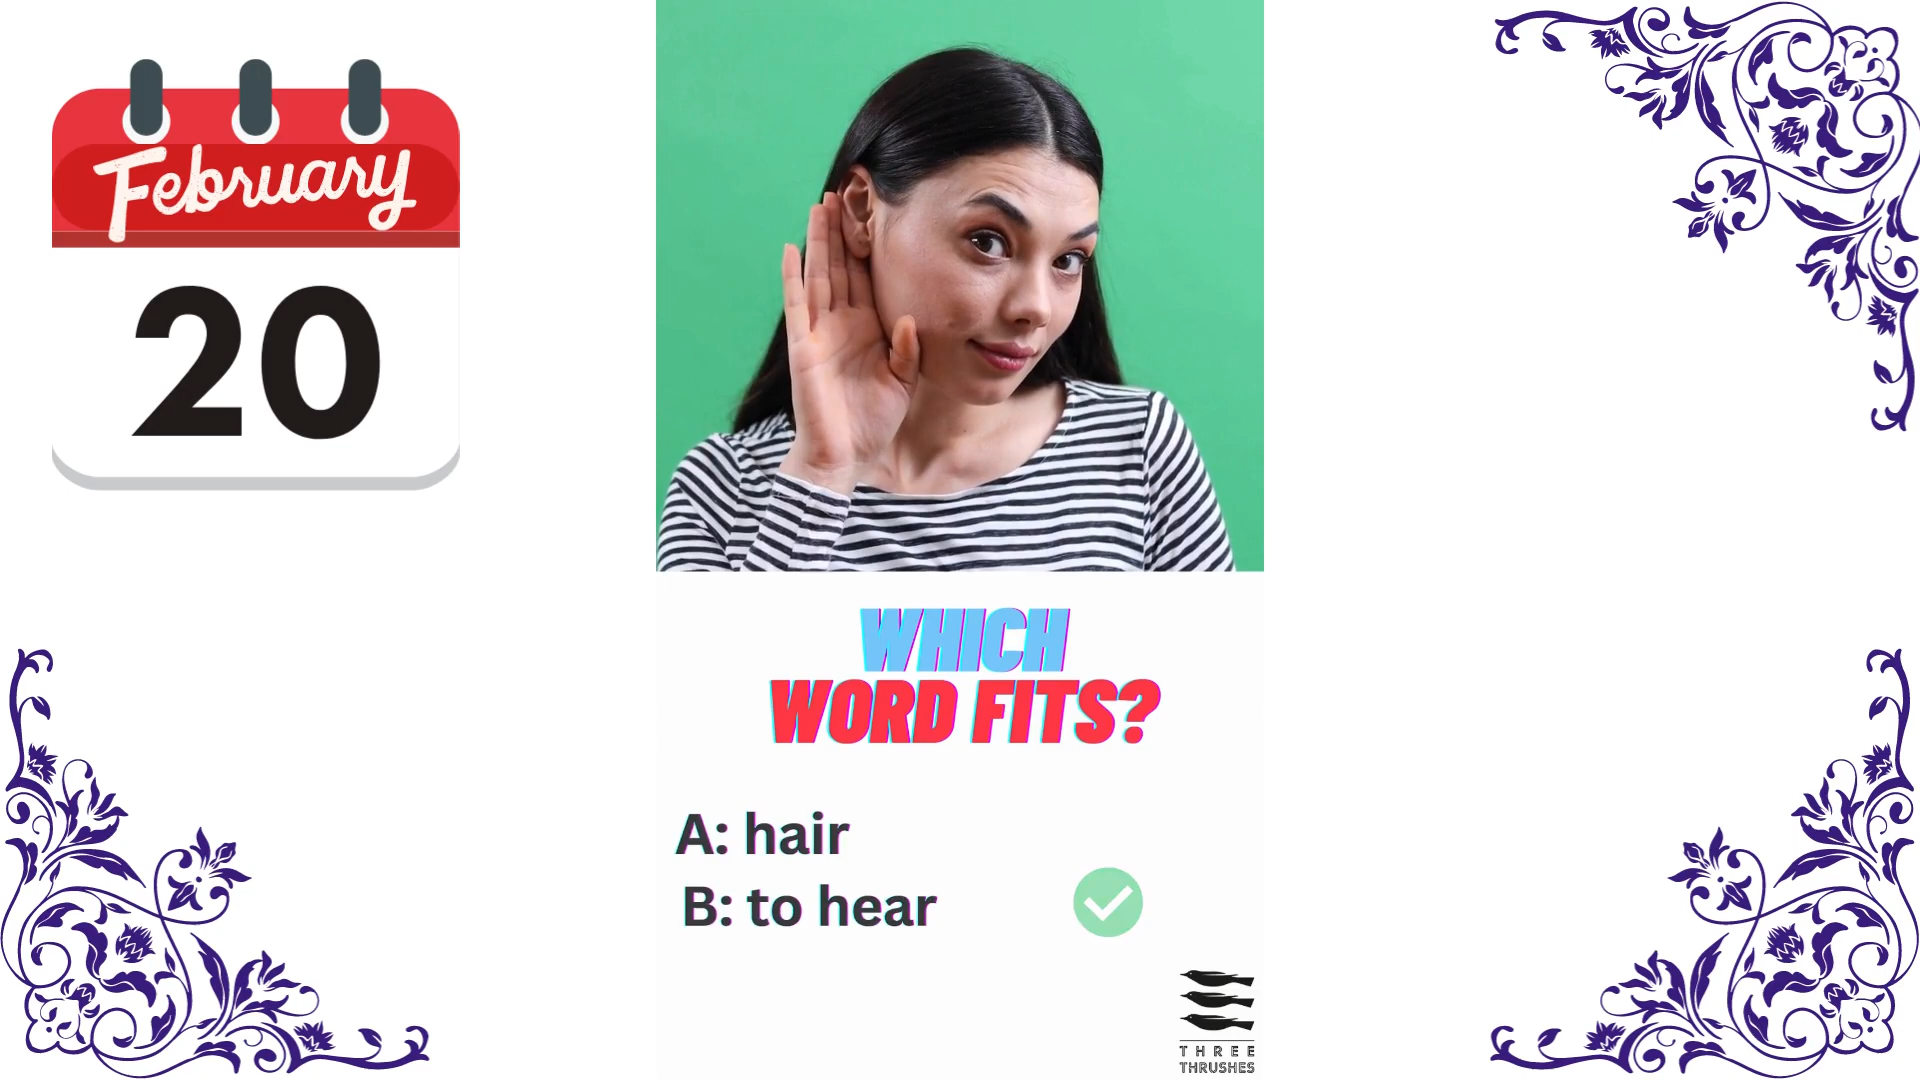 February
20
WHICH
WORD FITS?
A: hair
B: to hear
THREE
THRUSHES